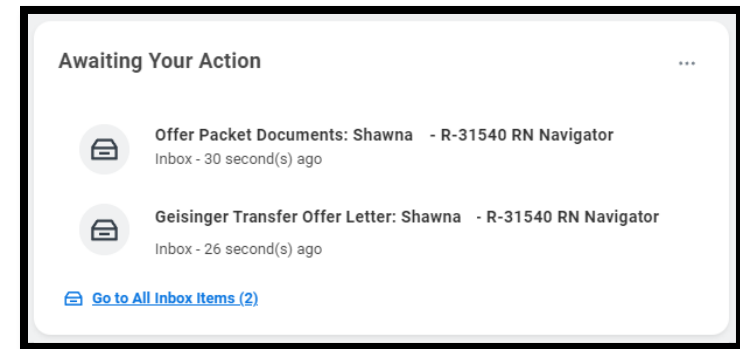 Awaiting Your Action
Offer Packet Documents: Shawna - R-31540 RN Navigator
Inbox - 30 second(s) ago
Geisinger Transfer Offer Letter: Shawna - R-31540 RN Navigator
Inbox - 26 second(s) ago
Go to All Inbox Items (2)